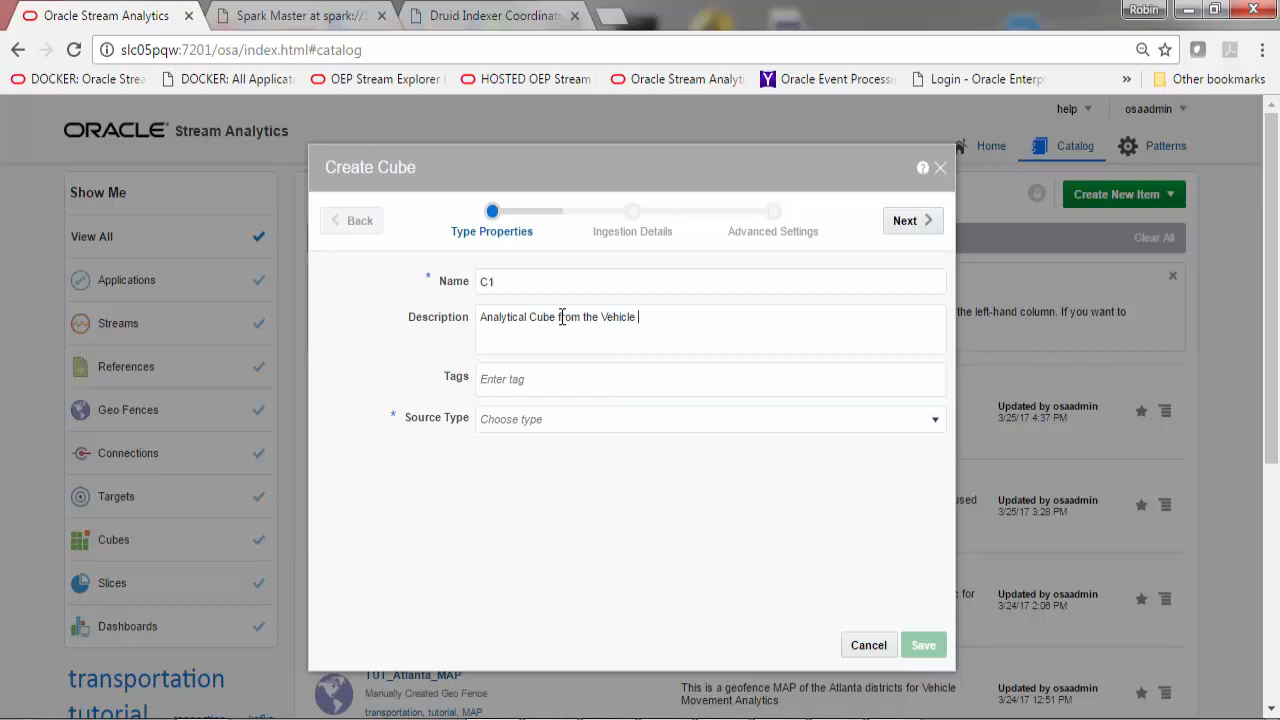 Oracle Stream Analytics
Spark Master at spark://
Druid Indexer Coordinat
Robin
slc05pqw:7201/osa/index.html#catalog
DOCKER: Oracle Stre
DOCKER: All Applicat
OEP Stream Explorer
HOSTED OEP Stream
Oracle Stream Analyti
Oracle Event Process
Login - Oracle Enterp
»
Other bookmarks
help
osaadmin
ORACLE Stream Analytics
Home
Catalog
Patterns
Show Me
View All
Applications
Streams
References
Geo Fences
Connections
Targets
Cubes
Slices
Dashboards
transportation
tutorial
Create New Item
Clear All
the left-hand column. If you want to
Create Cube
Back
Type Properties
Ingestion Details
Advanced Settings
Next
* Name
C1
Description
Analytical Cube from the Vehicle
Tags
Enter tag
* Source Type
Choose type
Cancel
Save
Updated by osaadmin
3/25/17 4:37 PM
used
Updated by osaadmin
3/25/17 3:28 PM
c for
Updated by osaadmin
3/24/17 2:06 PM
TUT_Atlanta_MAP
Manually Created Geo Fence
transportation, tutorial, MAP
This is a geofence MAP of the Atlanta districts for Vehicle
Movement Analytics
Updated by osaadmin
3/24/17 12:51 PM